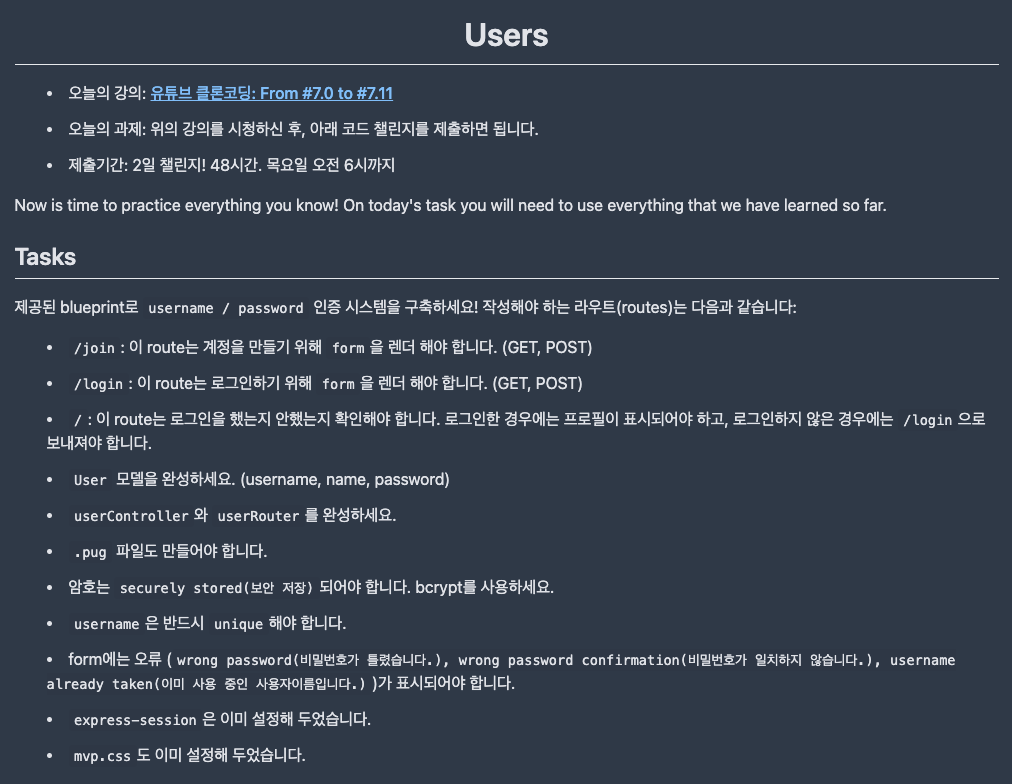 Users
오늘의 강의: 유튜브 클론코딩: From #7.0 to #7.11
오늘의 과제: 위의 강의를 시청하신 후, 아래 코드 챌린지를 제출하면 됩니다.
제출기간: 2일 챌린지! 48시간. 목요일 오전 6시까지
Now is time to practice everything you know! On today's task you will need to use everything that we have learned so far.
Tasks
제공된 blueprint로 username / password 인증 시스템을 구축하세요! 작성해야 하는 라우트(routes)는 다음과 같습니다:
/join : 이 route는 계정을 만들기 위해 form 을 렌더 해야 합니다. (GET, POST)
/login : 이 route는 로그인하기 위해 form 을 렌더 해야 합니다. (GET, POST)
/ : 이 route는 로그인을 했는지 안했는지 확인해야 합니다. 로그인한 경우에는 프로필이 표시되어야 하고, 로그인하지 않은 경우에는 /login 으로
보내져야 합니다.
User 모델을 완성하세요. (username, name, password)
userController 와 userRouter 를 완성하세요.
.pug 파일도 만들어야 합니다.
암호는 securely stored(보안 저장) 되어야 합니다. bcrypt를 사용하세요.
username 은 반드시 unique 해야 합니다.
form에는 오류 ( wrong password(비밀번호가 틀렸습니다.), wrong password confirmation(비밀번호가 일치하지 않습니다.), username
already taken(이미 사용 중인 사용자이름입니다.) )가 표시되어야 합니다.
express-session 은 이미 설정해 두었습니다.
mvp.css 도 이미 설정해 두었습니다.